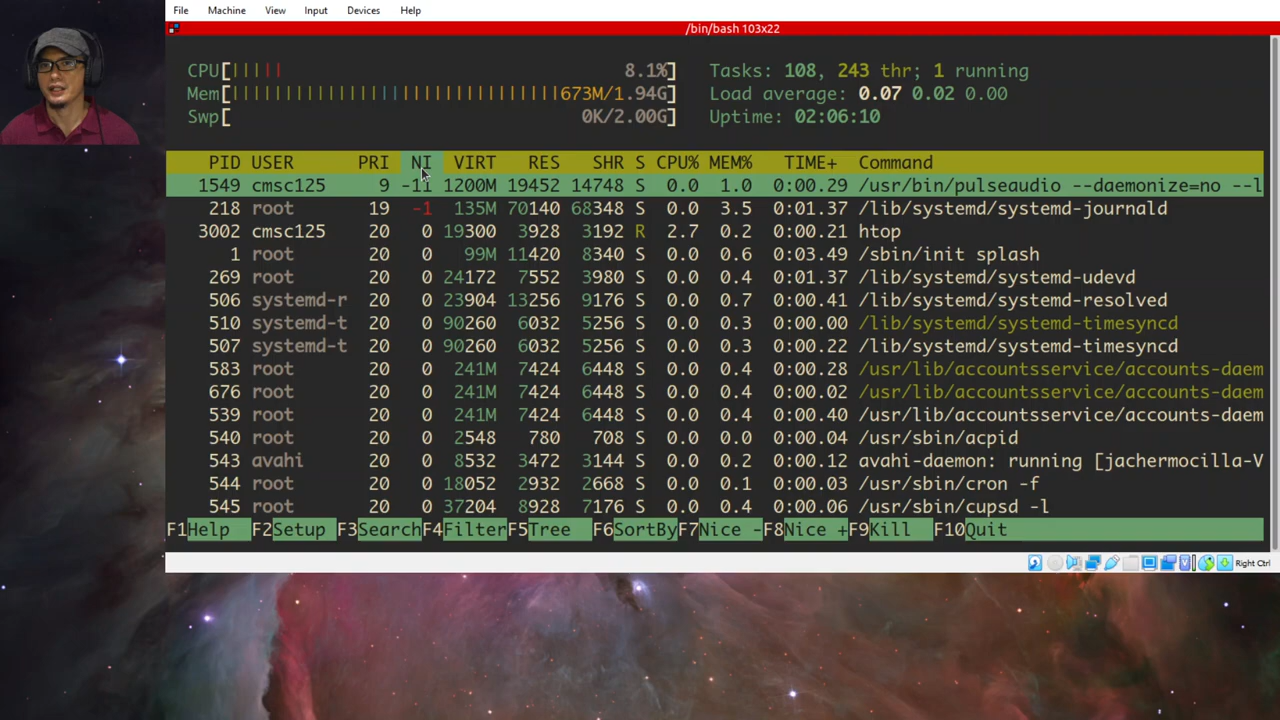 File Machine View Input Devices Help
/bin/bash 103x22
CPU[||||| 8.1%] Tasks: 108, 243 thr; 1 running
Mem[||||||||||||||||||||||||||||||||673M/1.94G] Load average: 0.07 0.02 0.00
Swp[ 0K/2.00G] Uptime: 02:06:10
PID USER PRI NI VIRT RES SHR S CPU% MEM% TIME+ Command
1549 cmsc125 9 -11 1200M 19452 14748 S 0.0 1.0 0:00.29 /usr/bin/pulseaudio --daemonize=no --l
218 root 19 -1 135M 70140 68348 S 0.0 3.5 0:01.37 /lib/systemd/systemd-journald
3002 cmsc125 20 0 19300 3928 3192 R 2.7 0.2 0:00.21 htop
1 root 20 0 99M 11420 8340 S 0.0 0.6 0:03.49 /sbin/init splash
269 root 20 0 24172 7552 3980 S 0.0 0.4 0:01.37 /lib/systemd/systemd-udevd
506 systemd-r 20 0 23904 13256 9176 S 0.0 0.7 0:00.41 /lib/systemd/systemd-resolved
510 systemd-t 20 0 90260 6032 5256 S 0.0 0.3 0:00.00 /lib/systemd/systemd-timesyncd
507 systemd-t 20 0 90260 6032 5256 S 0.0 0.3 0:00.22 /lib/systemd/systemd-timesyncd
583 root 20 0 241M 7424 6448 S 0.0 0.4 0:00.28 /usr/lib/accountsservice/accounts-daem
676 root 20 0 241M 7424 6448 S 0.0 0.4 0:00.02 /usr/lib/accountsservice/accounts-daem
539 root 20 0 241M 7424 6448 S 0.0 0.4 0:00.40 /usr/lib/accountsservice/accounts-daem
540 root 20 0 2548 780 708 S 0.0 0.0 0:00.04 /usr/sbin/acpid
543 avahi 20 0 8532 3472 3144 S 0.0 0.2 0:00.12 avahi-daemon: running [jachermocilla-V
544 root 20 0 18052 2932 2668 S 0.0 0.1 0:00.03 /usr/sbin/cron -f
545 root 20 0 37204 8928 7176 S 0.0 0.4 0:00.06 /usr/sbin/cupsd -l
F1Help F2Setup F3SearchF4FilterF5Tree F6SortByF7Nice -F8Nice +F9Kill F10Quit
Right Ctrl